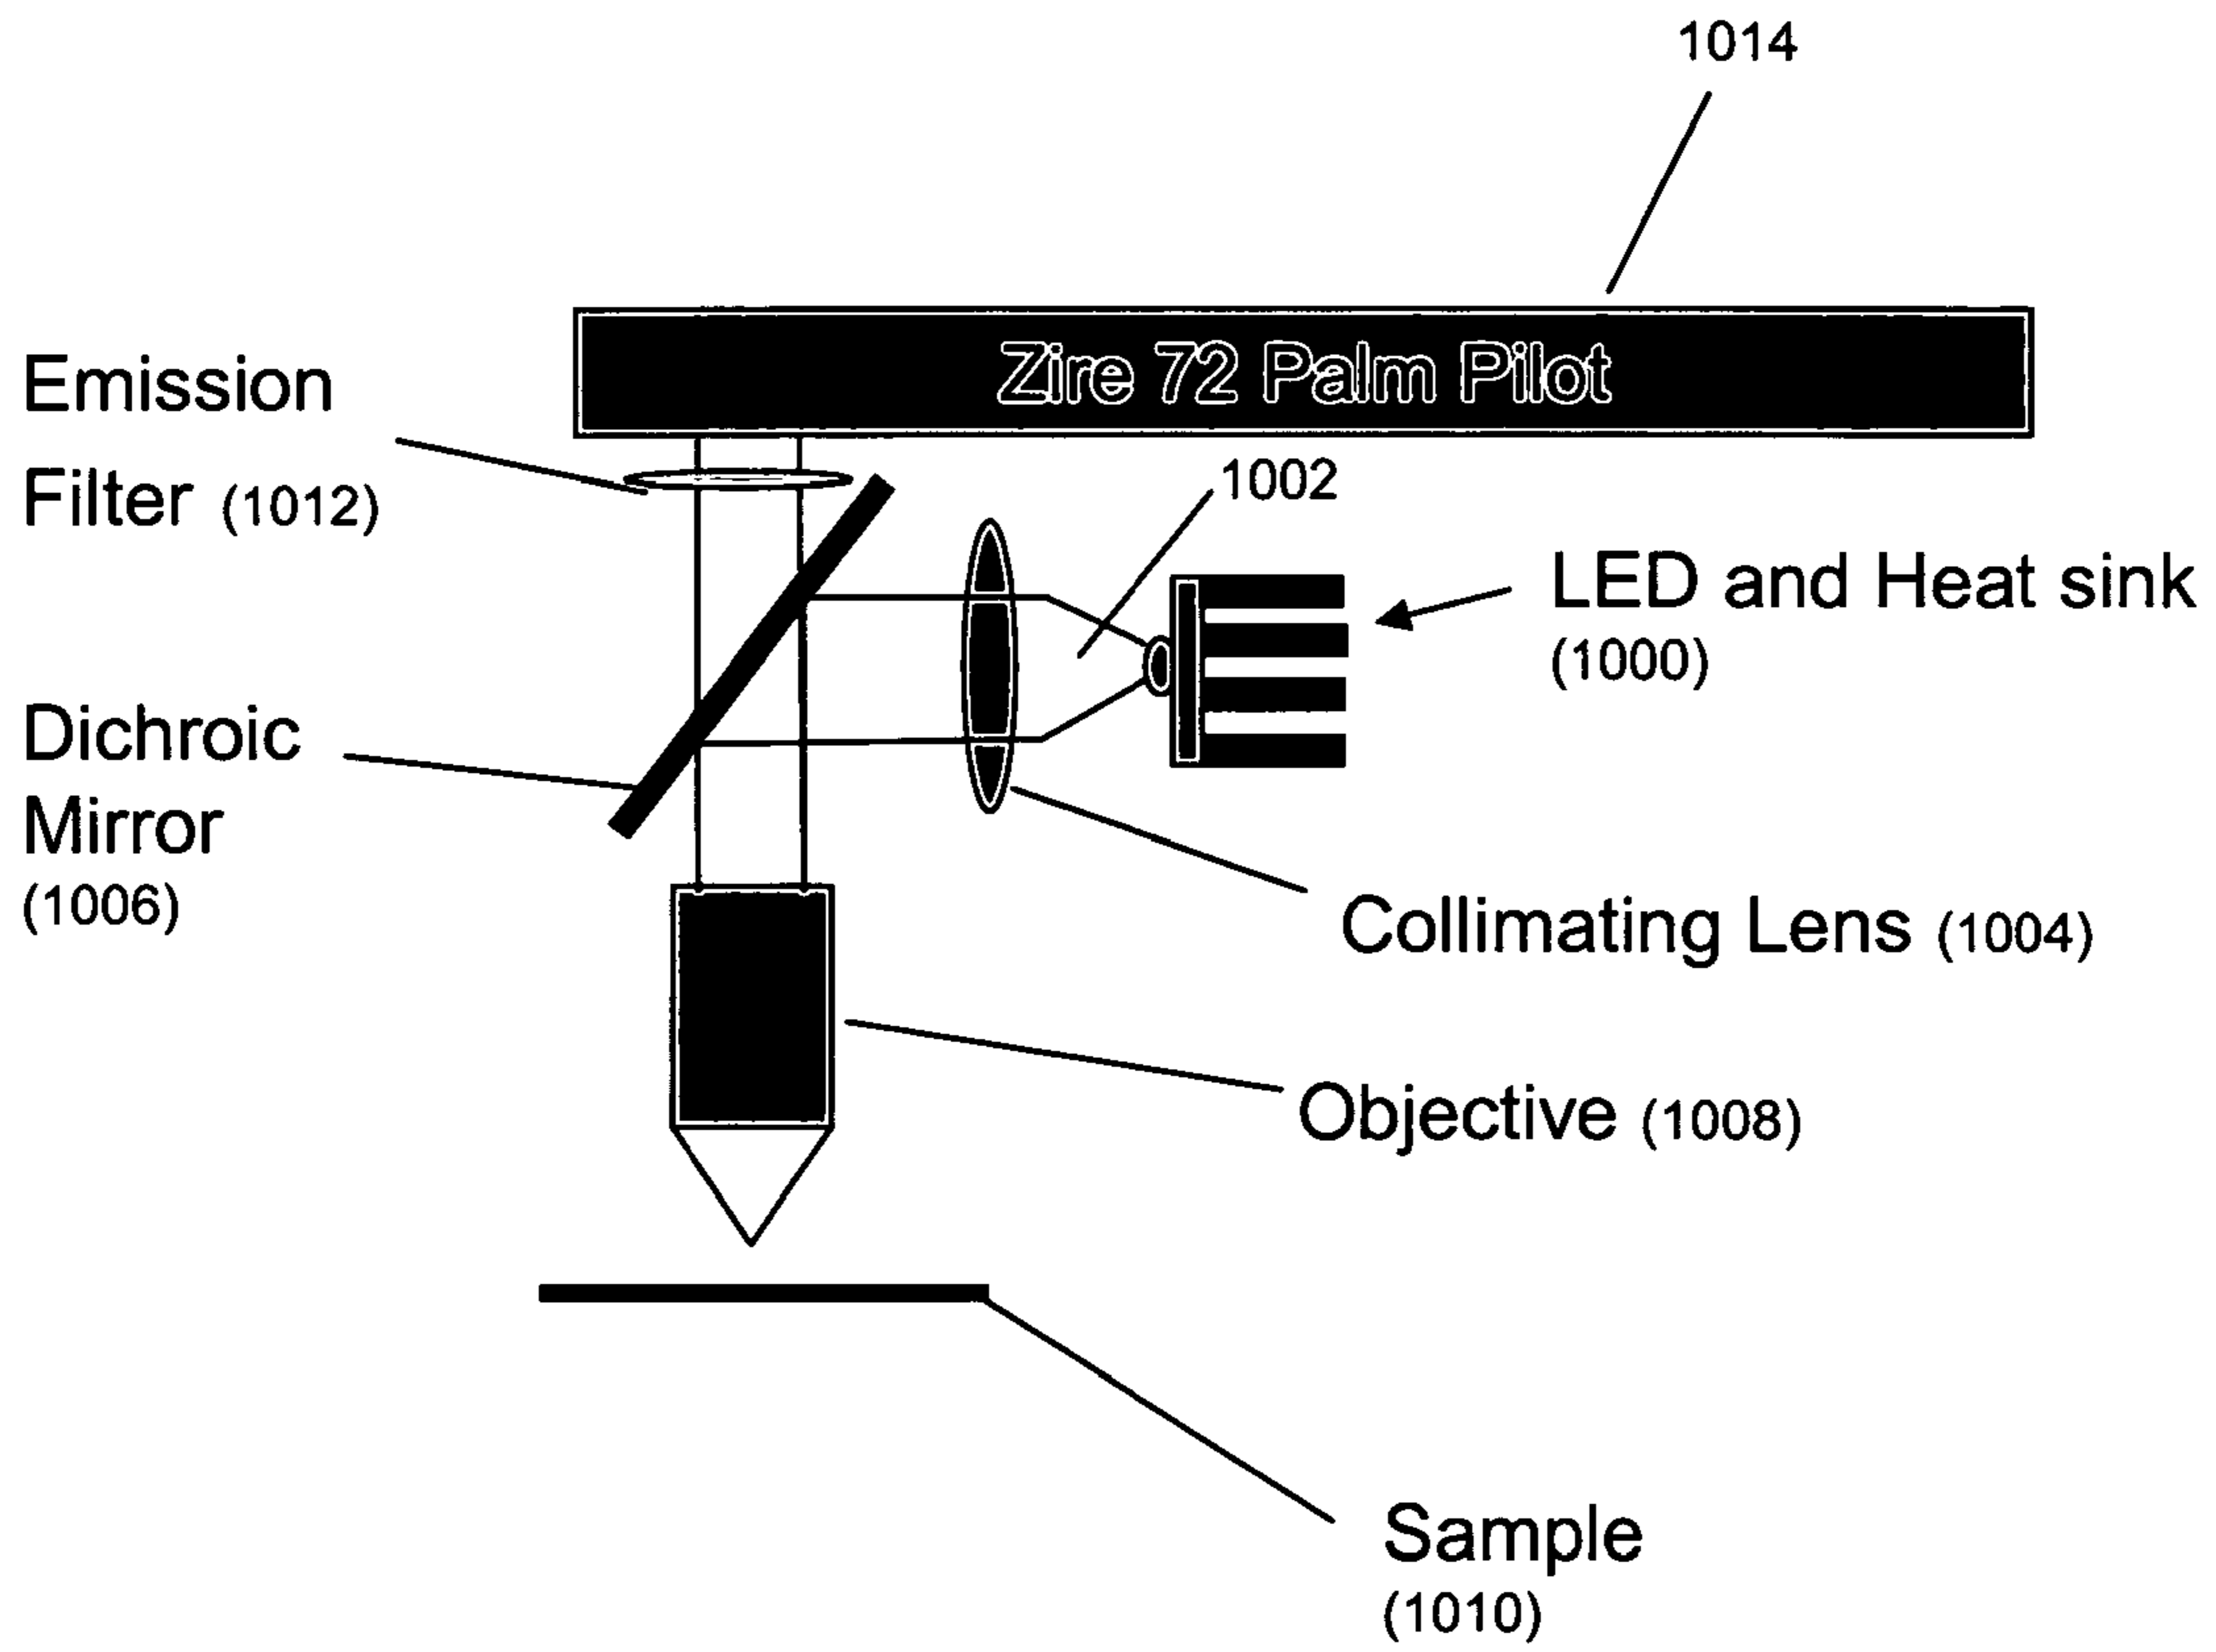 1014
Zire 72 Palm Pilot
Emission
Filter (1012)
1002
LED and Heat sink
(1000)
Dichroic
Mirror
(1006)
Collimating Lens (1004)
Objective (1008)
Sample
(1010)